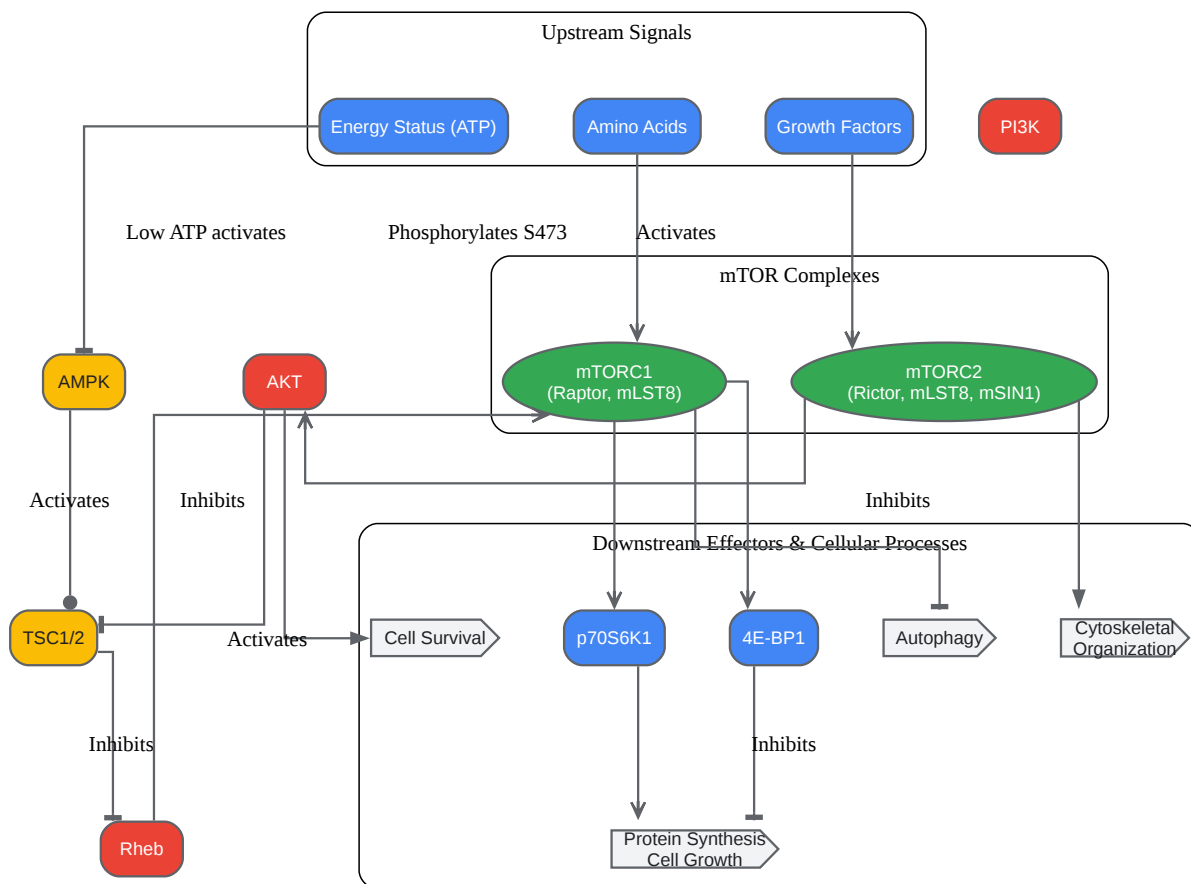 Upstream Signals
Energy Status (ATP)
Amino Acids
Growth Factors
PI3K
Low ATP activates
Phosphorylates S473
Activates
mTOR Complexes
AMPK
AKT
mTORC1
(Raptor, mLST8)
mTORC2
(Rictor, mLST8, mSIN1)
Activates
Inhibits
Inhibits
Downstream Effectors & Cellular Processes
TSC1/2
Activates
Cell Survival
p70S6K1
4E-BP1
Autophagy
Cytoskeletal
Organization
Inhibits
Inhibits
Rheb
Protein Synthesis
Cell Growth